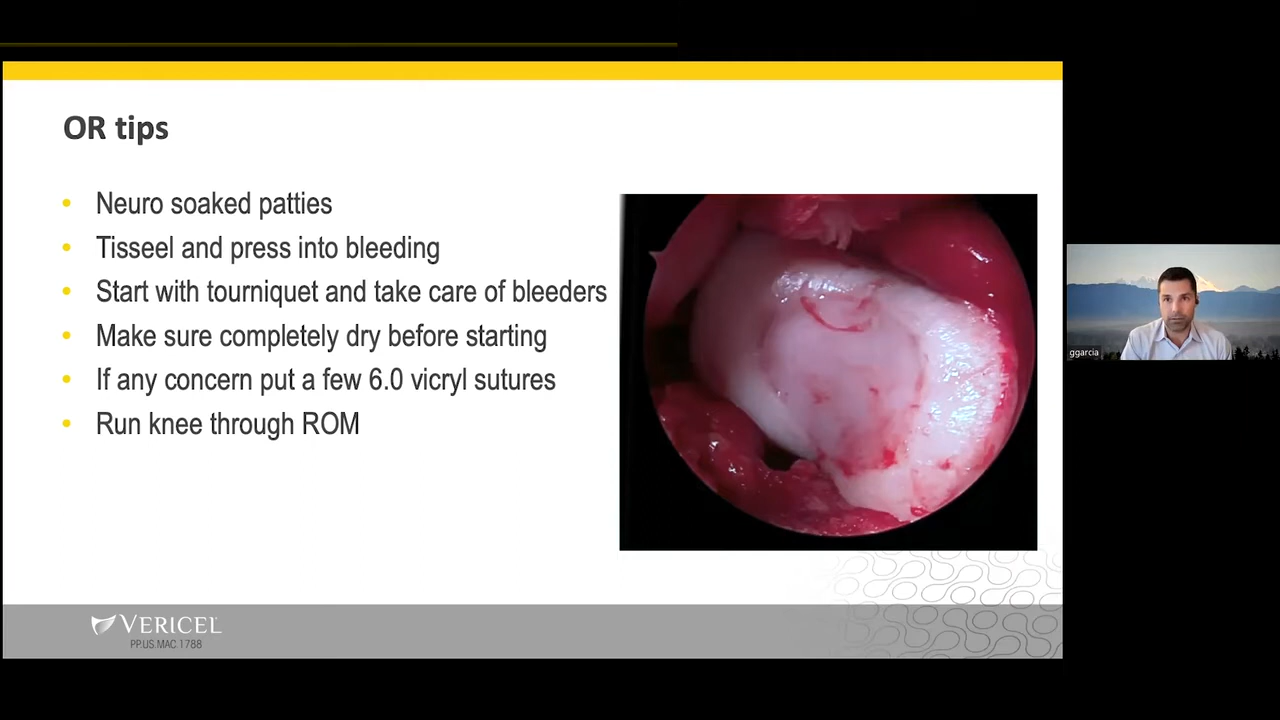 OR tips
• Neuro soaked patties
• Tisseel and press into bleeding
• Start with tourniquet and take care of bleeders
• Make sure completely dry before starting
• If any concern put a few 6.0 vicryl sutures
• Run knee through ROM
ggarcia
VERICEL
PP.US.MAC.1788